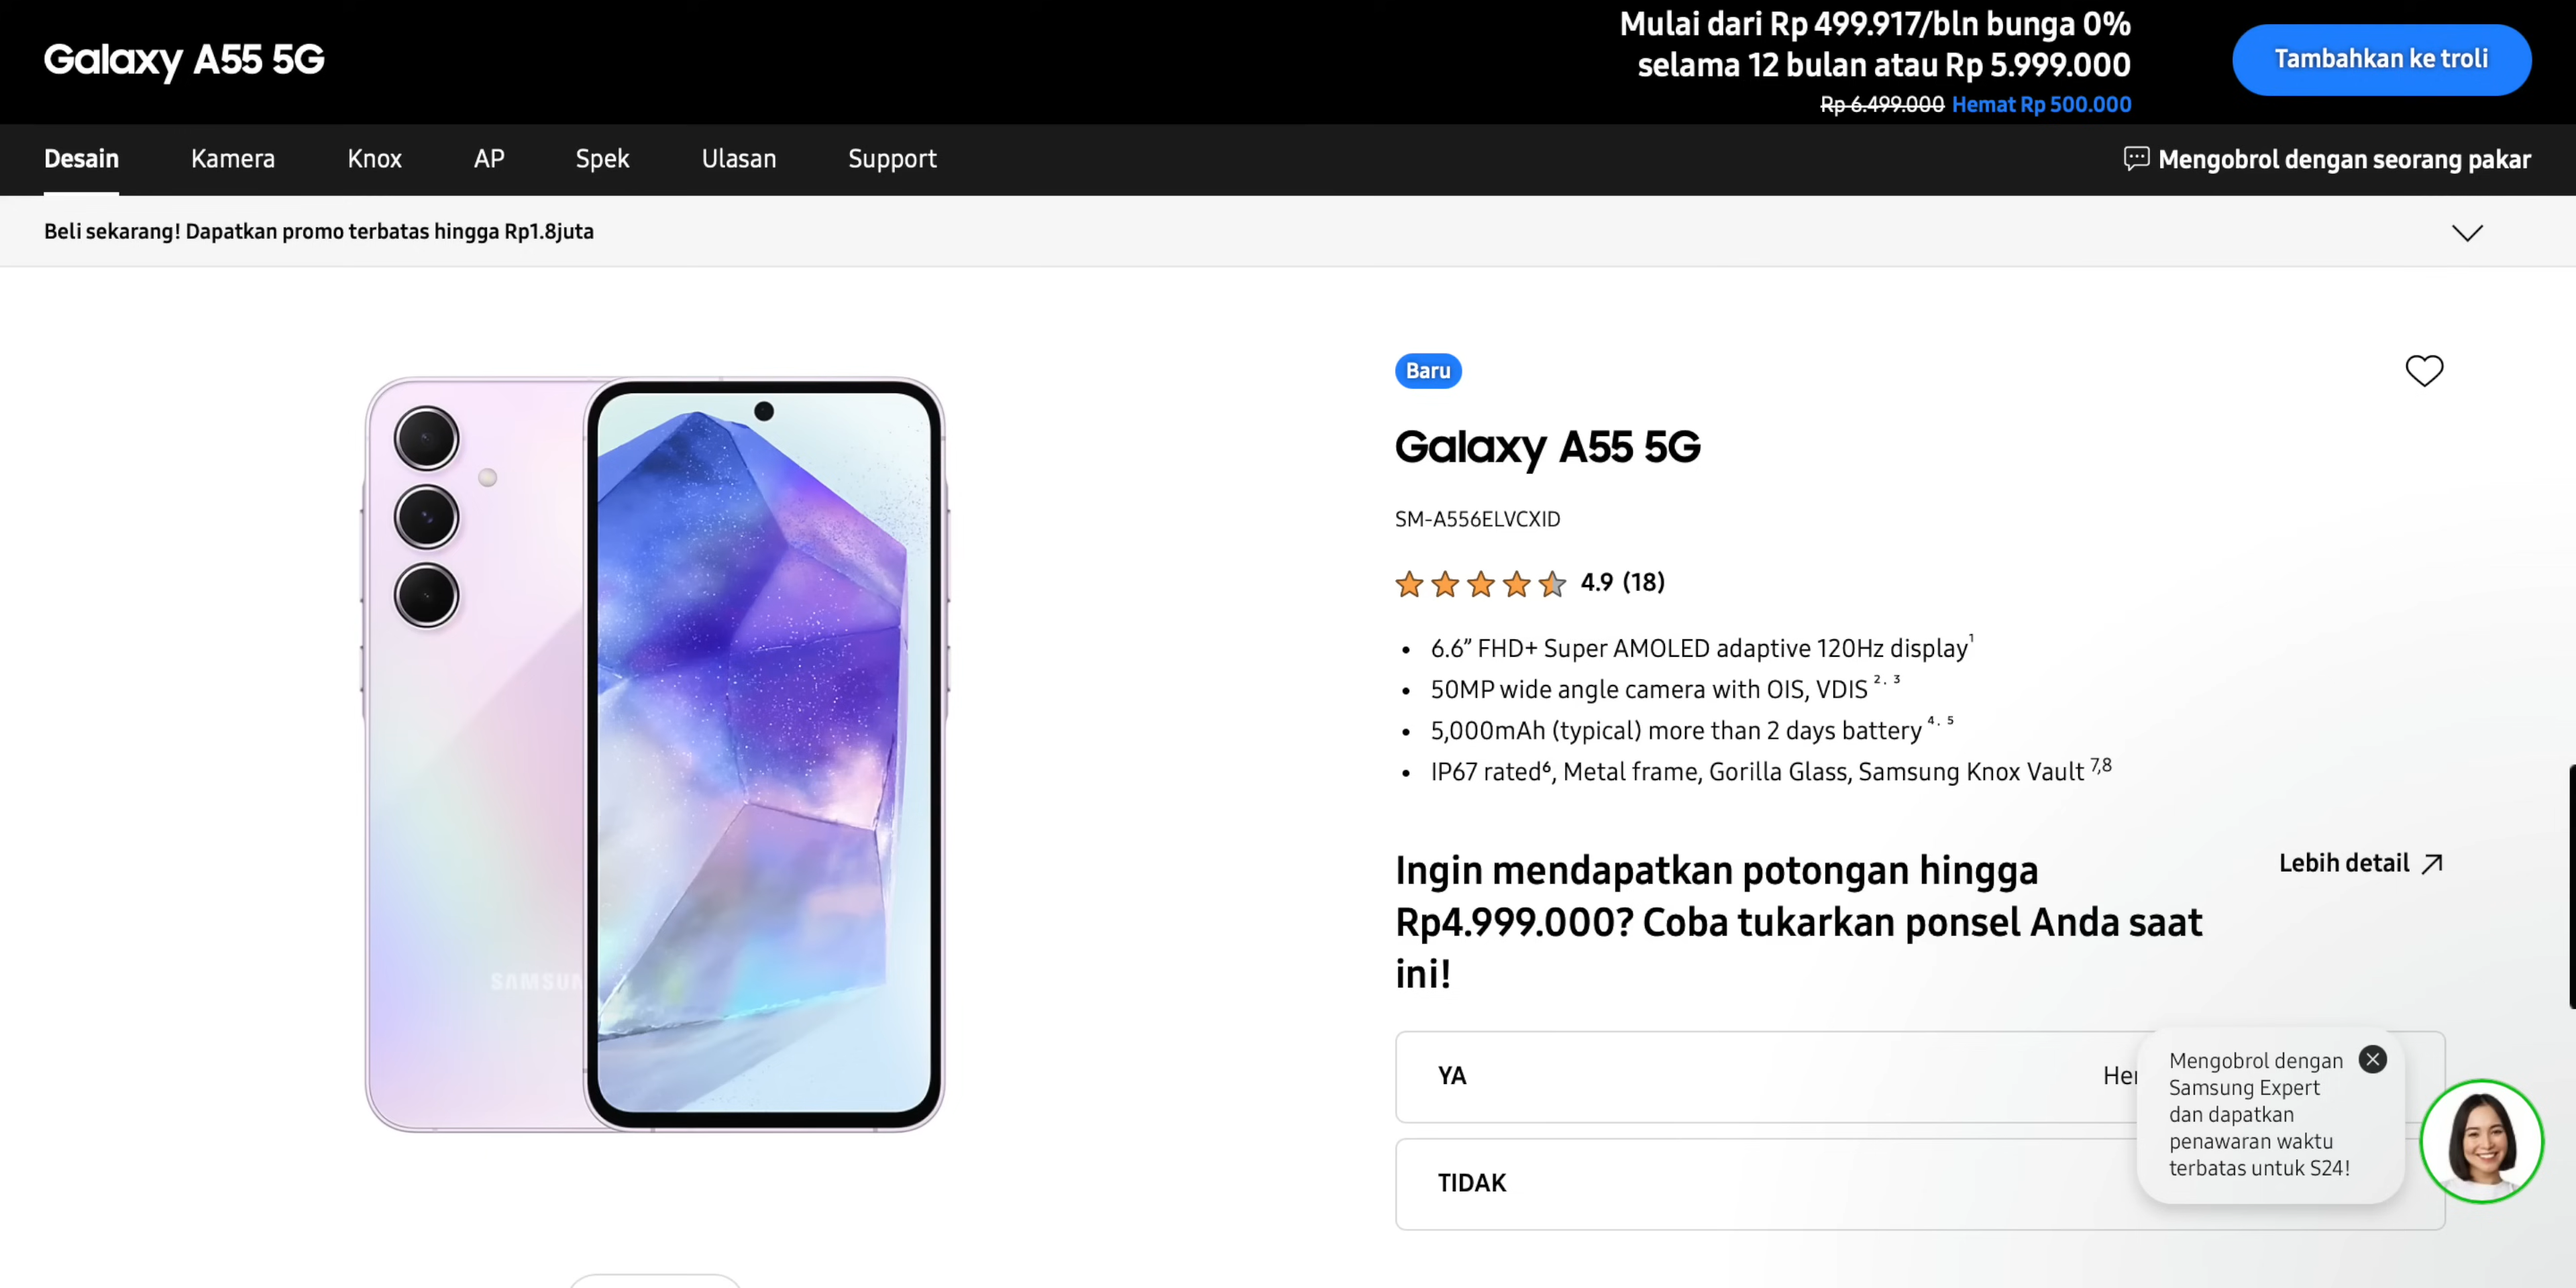 Galaxy A55 5G
Mulai dari Rp 499.917/bln bunga 0%
selama 12 bulan atau Rp 5.999.000
Rp 6.499.000 Hemat Rp 500.000
Tambahkan ke troli
Desain Kamera Knox AP Spek Ulasan Support
Mengobrol dengan seorang pakar
Beli sekarang! Dapatkan promo terbatas hingga Rp1.8juta
Baru
Galaxy A55 5G
SM-A556ELVCXID
4.9 (18)
• 6.6” FHD+ Super AMOLED adaptive 120Hz display¹
• 50MP wide angle camera with OIS, VDIS ²˒ ³
• 5,000mAh (typical) more than 2 days battery ⁴˒ ⁵
• IP67 rated⁶, Metal frame, Gorilla Glass, Samsung Knox Vault ⁷,⁸
Ingin mendapatkan potongan hingga
Rp4.999.000? Coba tukarkan ponsel Anda saat
ini!
Lebih detail
YA
TIDAK
Mengobrol dengan
Samsung Expert
dan dapatkan
penawaran waktu
terbatas untuk S24!